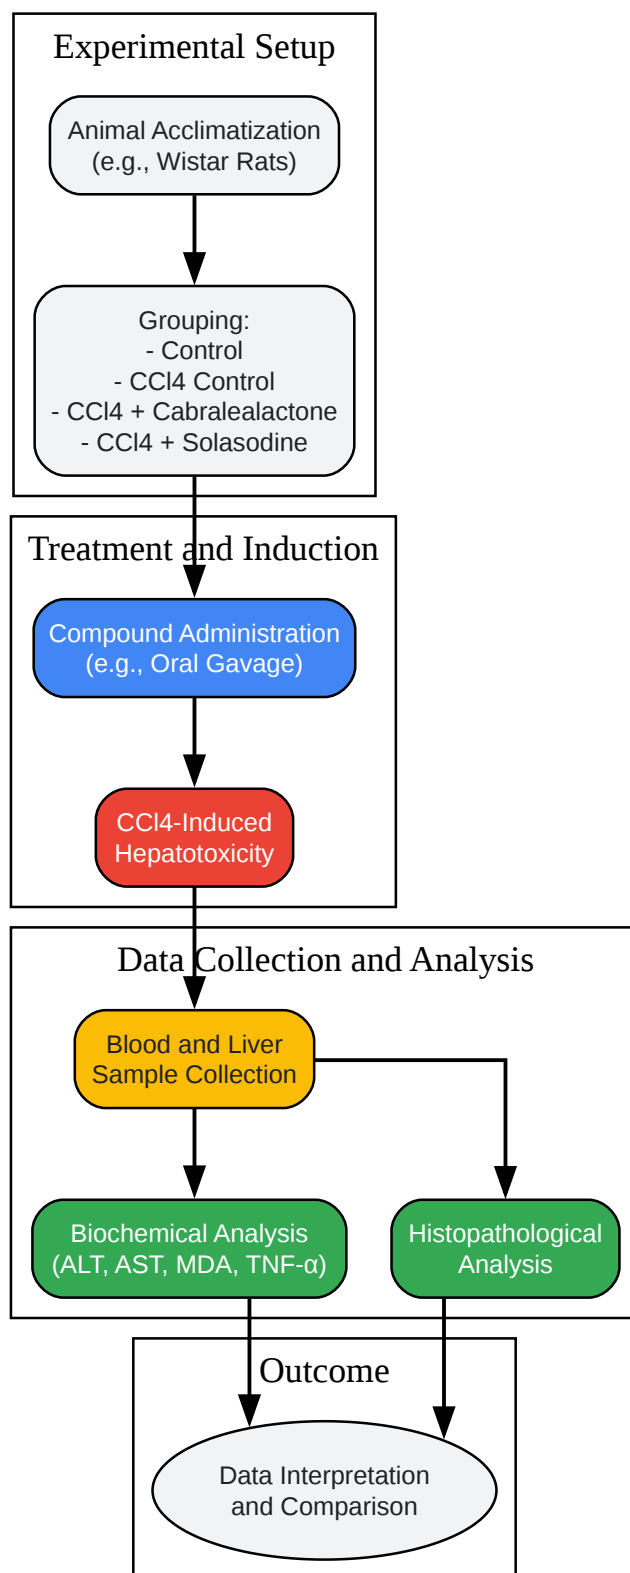 Experimental Setup
Animal Acclimatization
(e.g., Wistar Rats)
Grouping:
- Control
- CCl4 Control
- CCl4 + Cabralealactone
- CCl4 + Solasodine
Treatment and Induction
Compound Administration
(e.g., Oral Gavage)
CCl4-Induced
Hepatotoxicity
Data Collection and Analysis
Blood and Liver
Sample Collection
Biochemical Analysis
(ALT, AST, MDA, TNF-α)
Histopathological
Analysis
Outcome
Data Interpretation
and Comparison